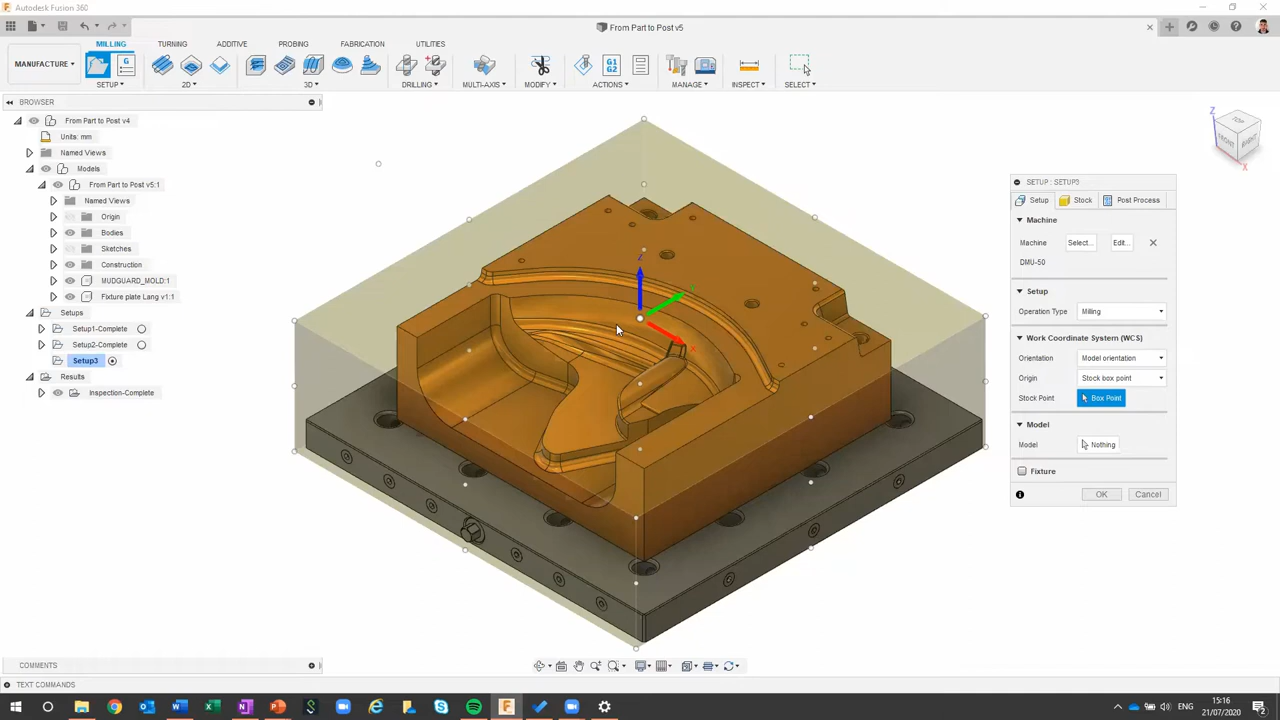 Autodesk Fusion 360
From Part to Post v5
MILLING TURNING ADDITIVE PROBING FABRICATION UTILITIES
MANUFACTURE
SETUP 2D 3D DRILLING MULTI-AXIS MODIFY ACTIONS MANAGE INSPECT SELECT
G
G1
G2
BROWSER
From Part to Post v4
Units: mm
Named Views
Models
From Part to Post v5:1
Named Views
Origin
Bodies
Sketches
Construction
MUDGUARD_MOLD:1
Fixture plate Lang v1:1
Setups
Setup1-Complete
Setup2-Complete
Setup3
Results
Inspection-Complete
Z
X
Z
TOP
FRONT
RIGHT
X
SETUP : SETUP3
Setup Stock Post Process
Machine
Machine Select... Edit...
DMU-50
Setup
Operation Type Milling
Work Coordinate System (WCS)
Orientation Model orientation
Origin Stock box point
Stock Point Box Point
Model
Model Nothing
Fixture
OK Cancel
COMMENTS
TEXT COMMANDS
ENG
15:16
21/07/2020